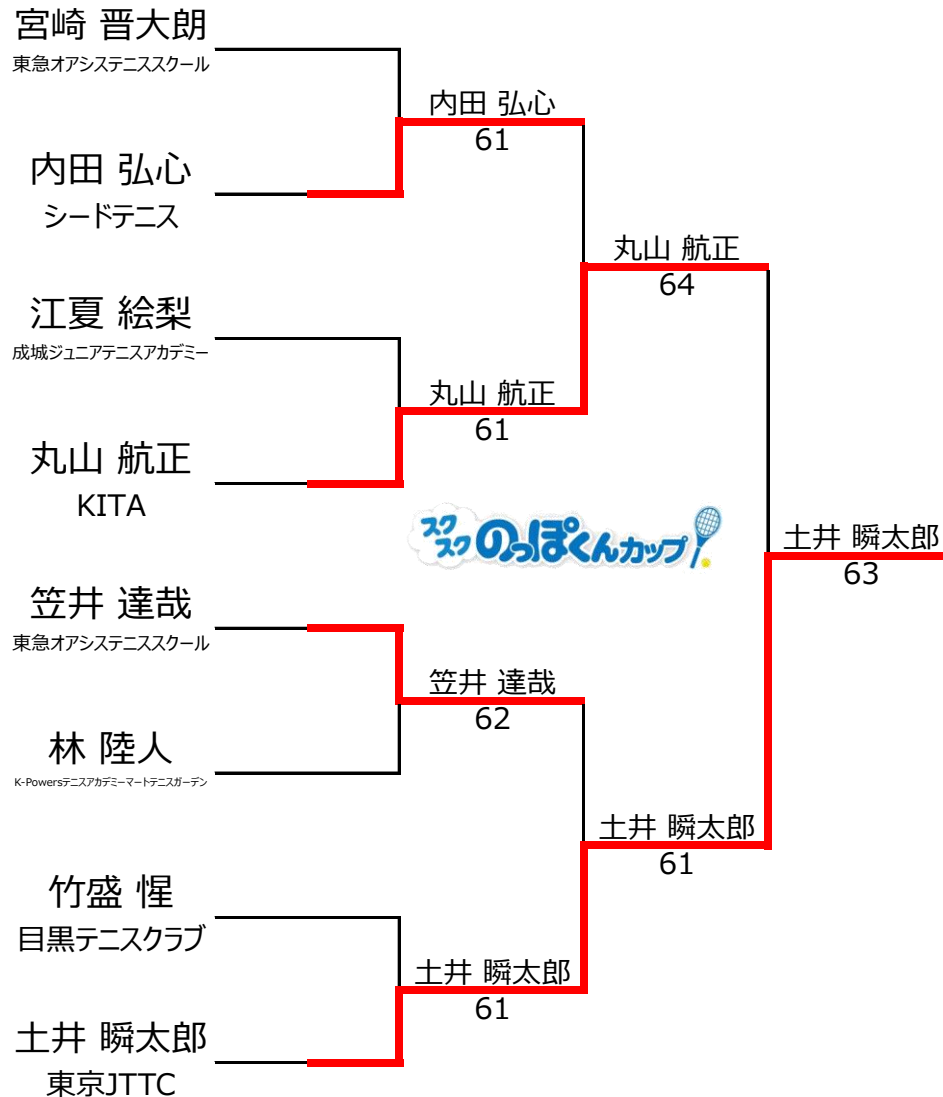 宮崎 晋大朗
東急オアシステニススクール
内田 弘心
61
内田 弘心
シードテニス
丸山 航正
64
江夏 絵梨
成城ジュニアテニスアカデミー
丸山 航正
61
丸山 航正
KITA
スクスクのっぽくんカップ
土井 瞬太郎
63
笠井 達哉
東急オアシステニススクール
笠井 達哉
62
林 陸人
K-Powersテニスアカデミーマートテニスガーデン
土井 瞬太郎
61
竹盛 惺
目黒テニスクラブ
土井 瞬太郎
61
土井 瞬太郎
東京JTTC